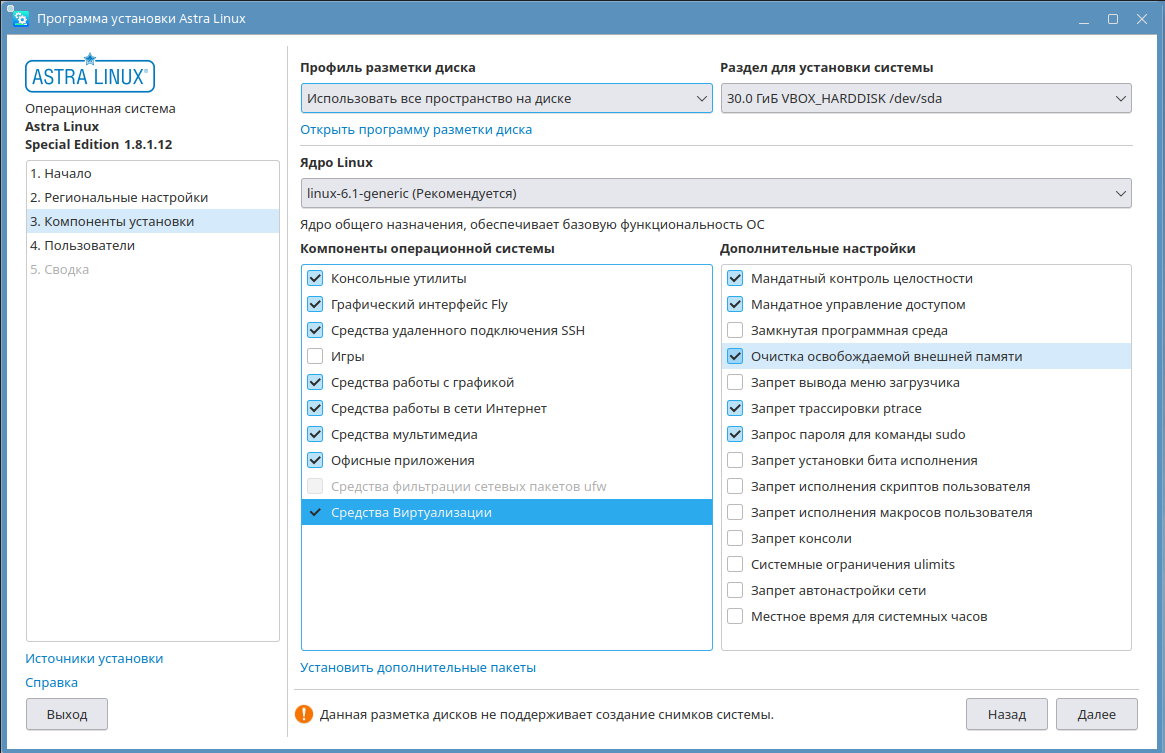 Программа установки Astra Linux
ASTRA LINUX®
Операционная система
Astra Linux
Special Edition 1.8.1.12
1. Начало
2. Региональные настройки
3. Компоненты установки
4. Пользователи
5. Сводка
Источники установки
Справка
Выход
Профиль разметки диска
Использовать все пространство на диске
Открыть программу разметки диска
Раздел для установки системы
30.0 ГиБ VBOX_HARDDISK /dev/sda
Ядро Linux
linux-6.1-generic (Рекомендуется)
Ядро общего назначения, обеспечивает базовую функциональность ОС
Компоненты операционной системы
Консольные утилиты
Графический интерфейс Fly
Средства удаленного подключения SSH
Игры
Средства работы с графикой
Средства работы в сети Интернет
Средства мультимедиа
Офисные приложения
Средства фильтрации сетевых пакетов ufw
Средства Виртуализации
Дополнительные настройки
Мандатный контроль целостности
Мандатное управление доступом
Замкнутая программная среда
Очистка освобождаемой внешней памяти
Запрет вывода меню загрузчика
Запрет трассировки ptrace
Запрос пароля для команды sudo
Запрет установки бита исполнения
Запрет исполнения скриптов пользователя
Запрет исполнения макросов пользователя
Запрет консоли
Системные ограничения ulimits
Запрет автонастройки сети
Местное время для системных часов
Установить дополнительные пакеты
Данная разметка дисков не поддерживает создание снимков системы.
Назад
Далее